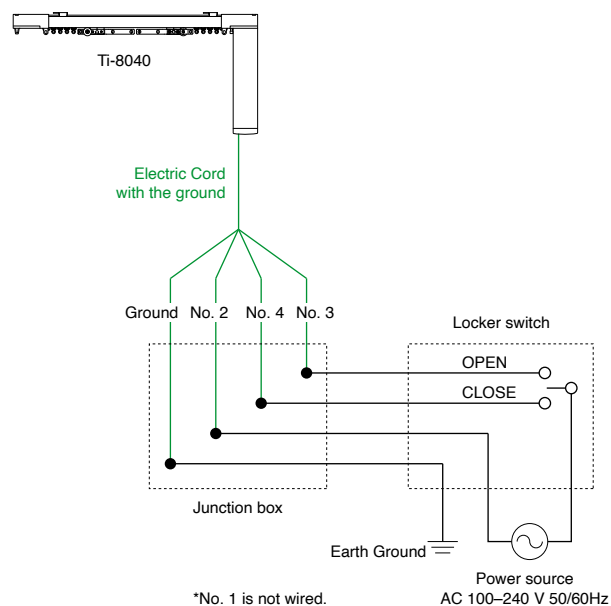 Ti-8040
Electric Cord
with the ground
Ground No. 2 No. 4 No. 3
Locker switch
OPEN
CLOSE
Junction box
Earth Ground
Power source
*No. 1 is not wired.
AC 100–240 V 50/60Hz